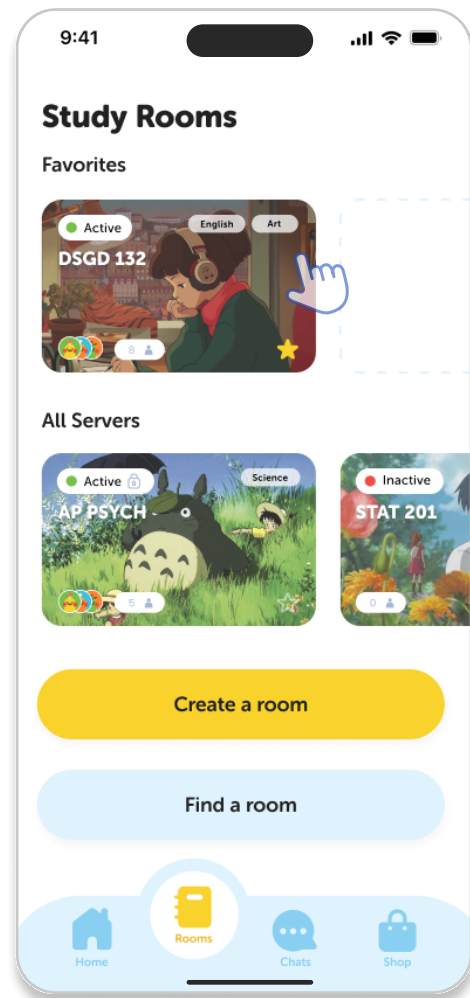 9:41
Study Rooms
Favorites
Active
English
Art
DSGD 132
8
All Servers
Active
Science
AP PSYCH
5
Inactive
STAT 201
0
Create a room
Find a room
Home
Rooms
Chats
Shop